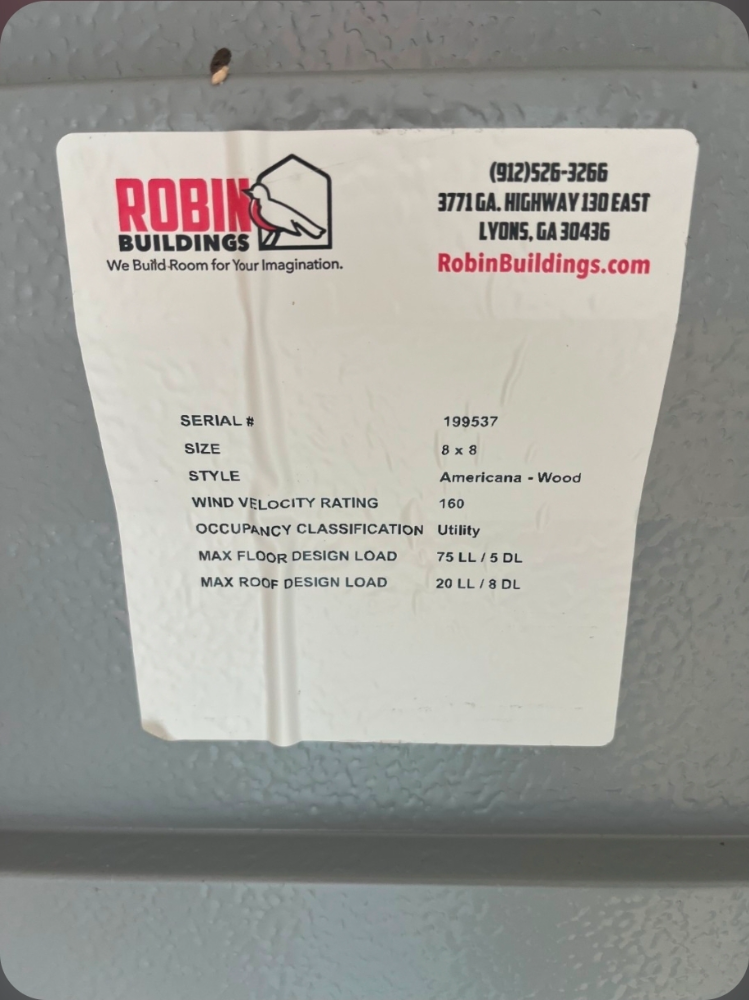 ROBIN
BUILDINGS
We Build Room for Your Imagination.
(912)526-3266
3771 GA. HIGHWAY 130 EAST
LYONS, GA 30436
RobinBuildings.com
SERIAL # 199537
SIZE 8 x 8
STYLE Americana - Wood
WIND VELOCITY RATING 160
OCCUPANCY CLASSIFICATION Utility
MAX FLOOR DESIGN LOAD 75 LL / 5 DL
MAX ROOF DESIGN LOAD 20 LL / 8 DL